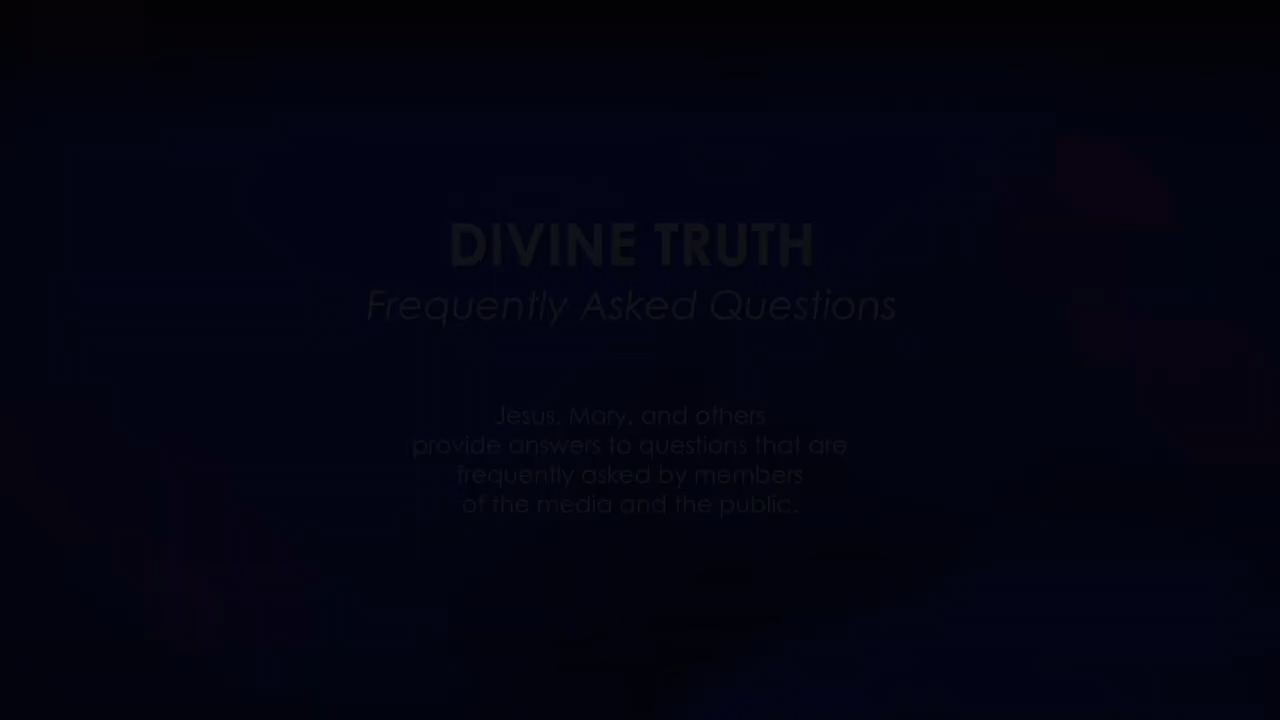 DIVINE TRUTH
Frequently Asked Questions
Jesus, Mary, and others
provide answers to questions that are
frequently asked by members
of the media and the public.